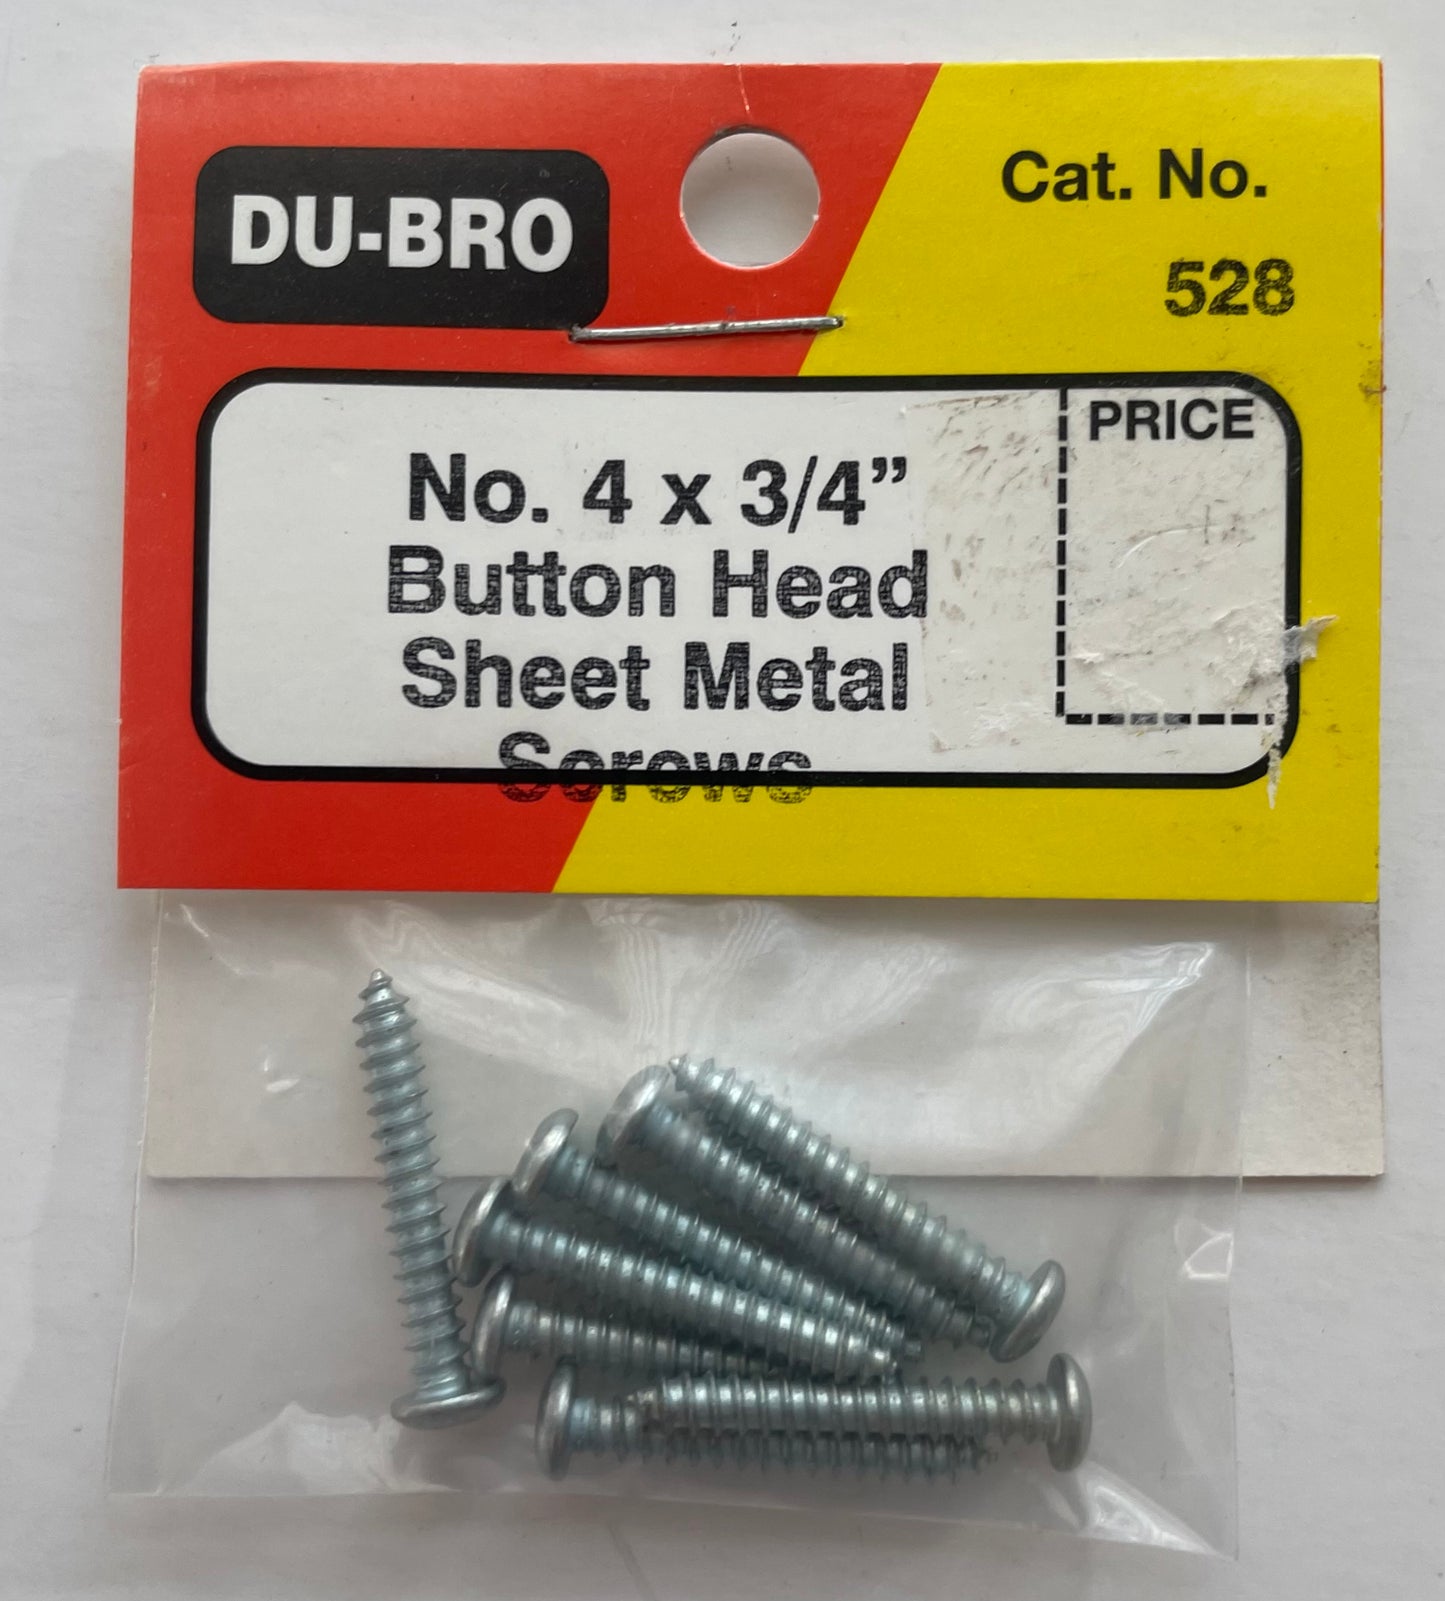 DU-BRO
Cat. No.
528
PRICE
No. 4 x 3/4”
Button Head
Sheet Metal
Screws